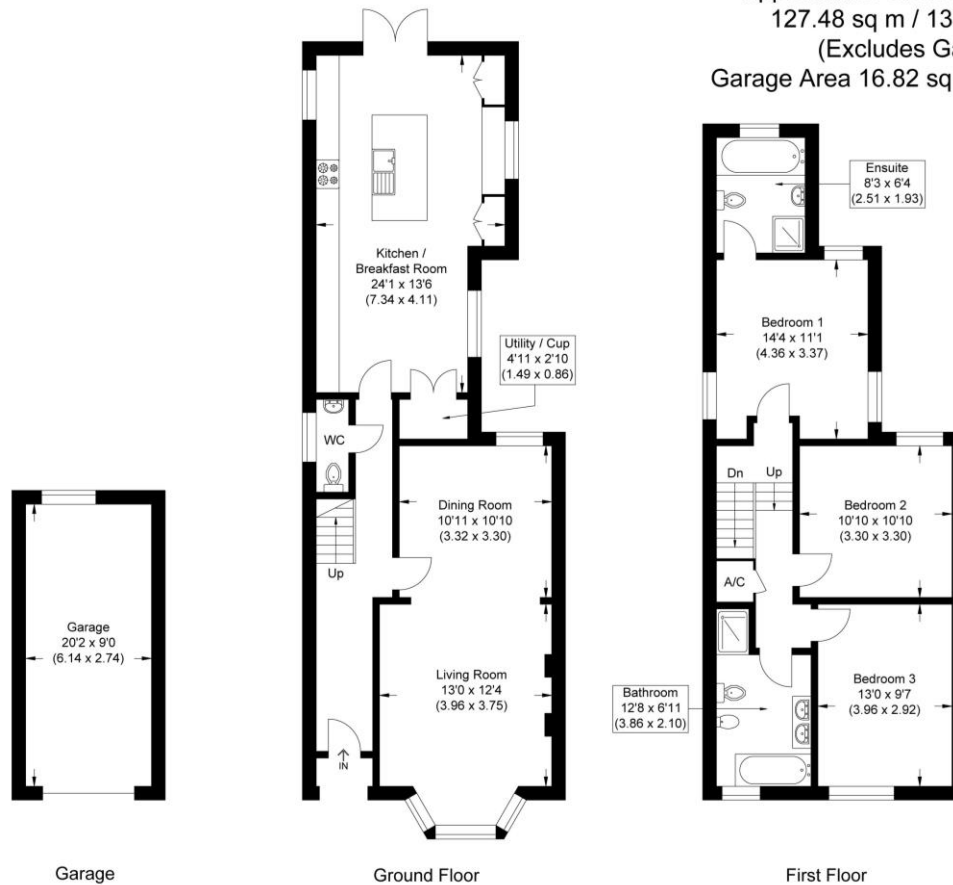 127.48 sq m / 13
(Excludes Ga
Garage Area 16.82 sq
Ensuite
8'3 x 6'4
(2.51 x 1.93)
Kitchen /
Breakfast Room
24'1 x 13'6
(7.34 x 4.11)
Bedroom 1
14'4 x 11'1
(4.36 x 3.37)
Utility / Cup
4'11 x 2'10
(1.49 x 0.86)
WC
Dining Room
10'11 x 10'10
(3.32 x 3.30)
Up
Dn
Up
Bedroom 2
10'10 x 10'10
(3.30 x 3.30)
A/C
Garage
20'2 x 9'0
(6.14 x 2.74)
Living Room
13'0 x 12'4
(3.96 x 3.75)
Bathroom
12'8 x 6'11
(3.86 x 2.10)
Bedroom 3
13'0 x 9'7
(3.96 x 2.92)
IN
Garage
Ground Floor
First Floor